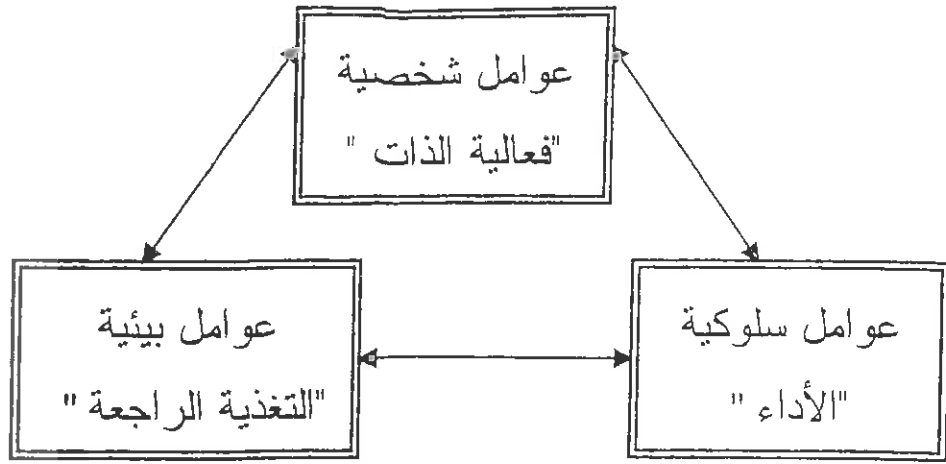 عوامل شخصية
"فعالية الذات "
عوامل سلوكية
"الأداء "
عوامل بيئية
"التغذية الراجعة "